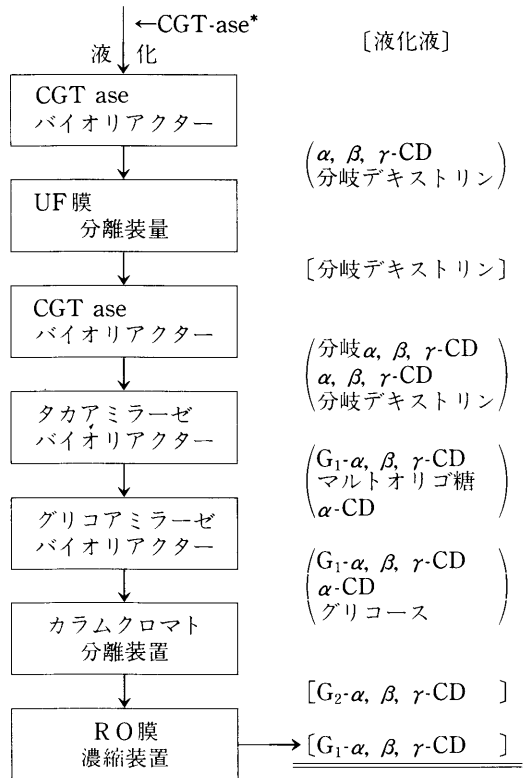 ←CGT-ase*
液化
〔液化液〕
CGT ase
バイオリアクター
α, β, γ-CD
分岐デキストリン
UF膜
分離装量
〔分岐デキストリン〕
CGT ase
バイオリアクター
分岐α, β, γ-CD
α, β, γ-CD
分岐デキストリン
タカアミラーゼ
バイオリアクター
G₁-α, β, γ-CD
マルトオリゴ糖
α-CD
グリコアミラーゼ
バイオリアクター
G₁-α, β, γ-CD
α-CD
グリコース
カラムクロマト
分離装置
[G₂-α, β, γ-CD ]
RO膜
濃縮装置
[G₁-α, β, γ-CD ]